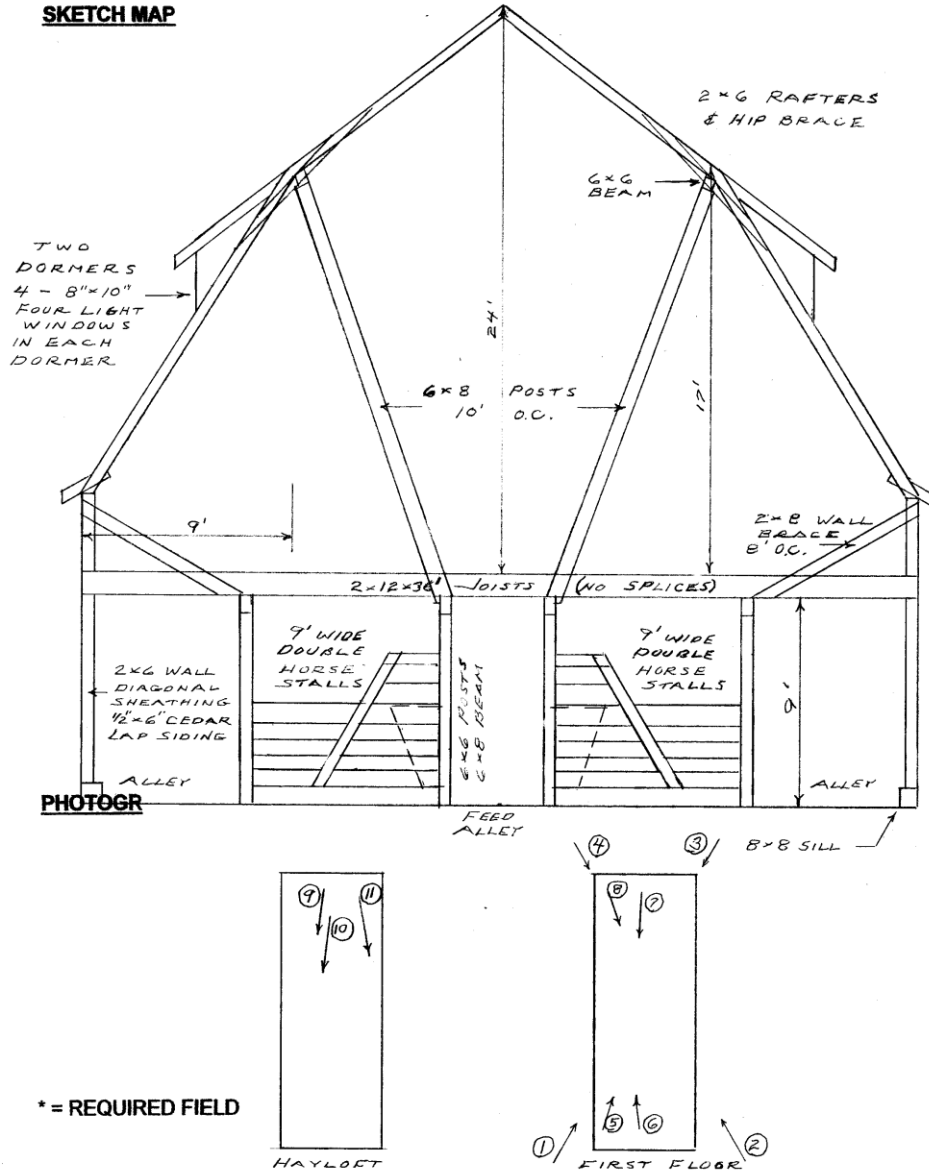 SKETCH MAP
2×6 RAFTERS
& HIP BRACE
6×6
BEAM
TWO
DORMERS
4 - 8"×10"
FOUR LIGHT
WINDOWS
IN EACH
DORMER
24'
17'
6×8 POSTS
10' O.C.
9'
2×8 WALL
BRACE
8' O.C.
2×12×36' JOISTS (NO SPLICES)
9' WIDE
DOUBLE
HORSE
STALLS
9' WIDE
DOUBLE
HORSE
STALLS
2×6 WALL
DIAGONAL
SHEATHING
1/2"×6" CEDAR
LAP SIDING
6×6 POSTS
6×8 BEAM
9'
ALLEY
ALLEY
PHOTOGR
FEED
ALLEY
8×8 SILL
4
3
9
11
10
8
7
* = REQUIRED FIELD
1
5
6
2
HAYLOFT
FIRST FLOOR